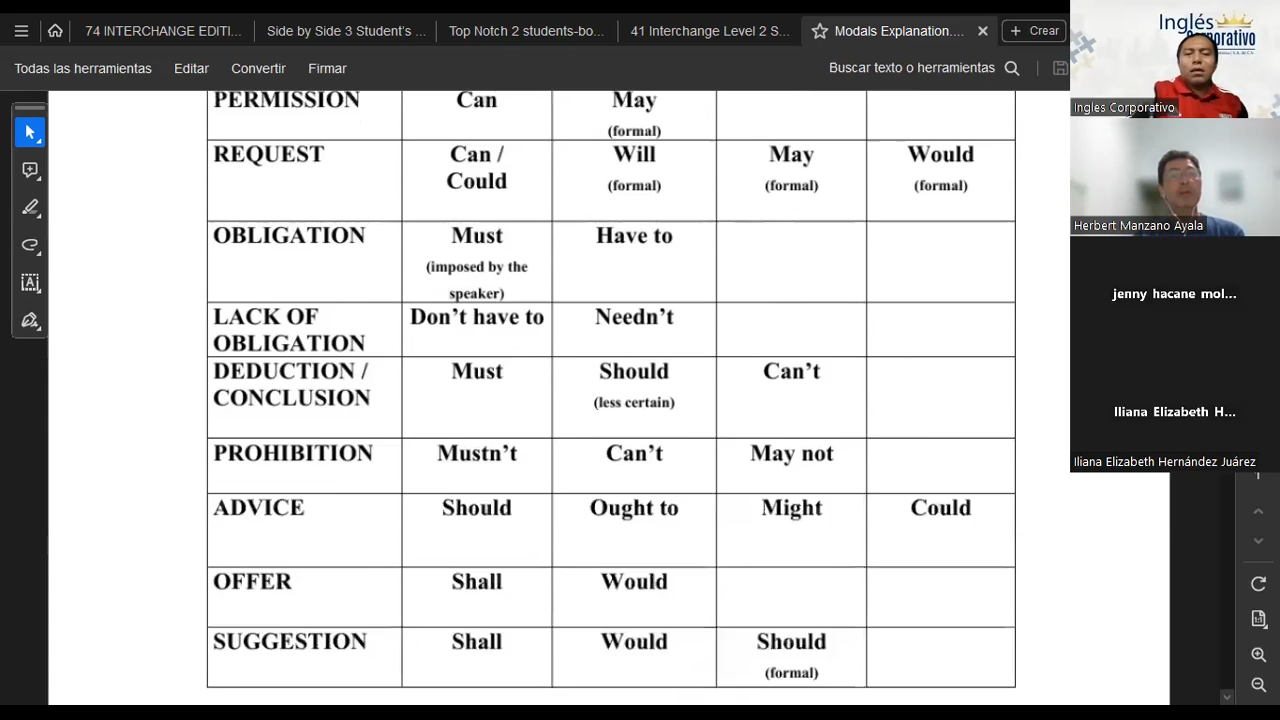 74 INTERCHANGE EDITI...
Side by Side 3 Student's ...
Top Notch 2 students-bo...
41 Interchange Level 2 S...
Modals Explanation....
Crear
Todas las herramientas
Editar
Convertir
Firmar
Buscar texto o herramientas
Inglés
Corporativo
Ingles Corporativo
Herbert Manzano Ayala
jenny hacane mol...
Iliana Elizabeth H...
Iliana Elizabeth Hernández Juárez
PERMISSION Can May
(formal)
REQUEST Can / Will May Would
Could (formal) (formal) (formal)
OBLIGATION Must Have to
(imposed by the
speaker)
LACK OF Don't have to Needn't
OBLIGATION
DEDUCTION / Must Should Can't
CONCLUSION (less certain)
PROHIBITION Mustn't Can't May not
ADVICE Should Ought to Might Could
OFFER Shall Would
SUGGESTION Shall Would Should
(formal)